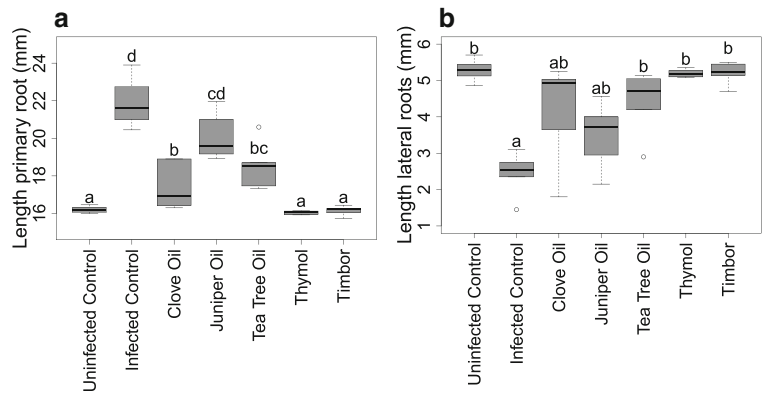 a
Length primary root (mm)
24
22
20
18
16
a
d
b
cd
bc
a
a
Uninfected Control
Infected Control
Clove Oil
Juniper Oil
Tea Tree Oil
Thymol
Timbor
b
Length lateral roots (mm)
6
5
4
3
2
1
b
a
ab
ab
b
b
b
Uninfected Control
Infected Control
Clove Oil
Juniper Oil
Tea Tree Oil
Thymol
Timbor